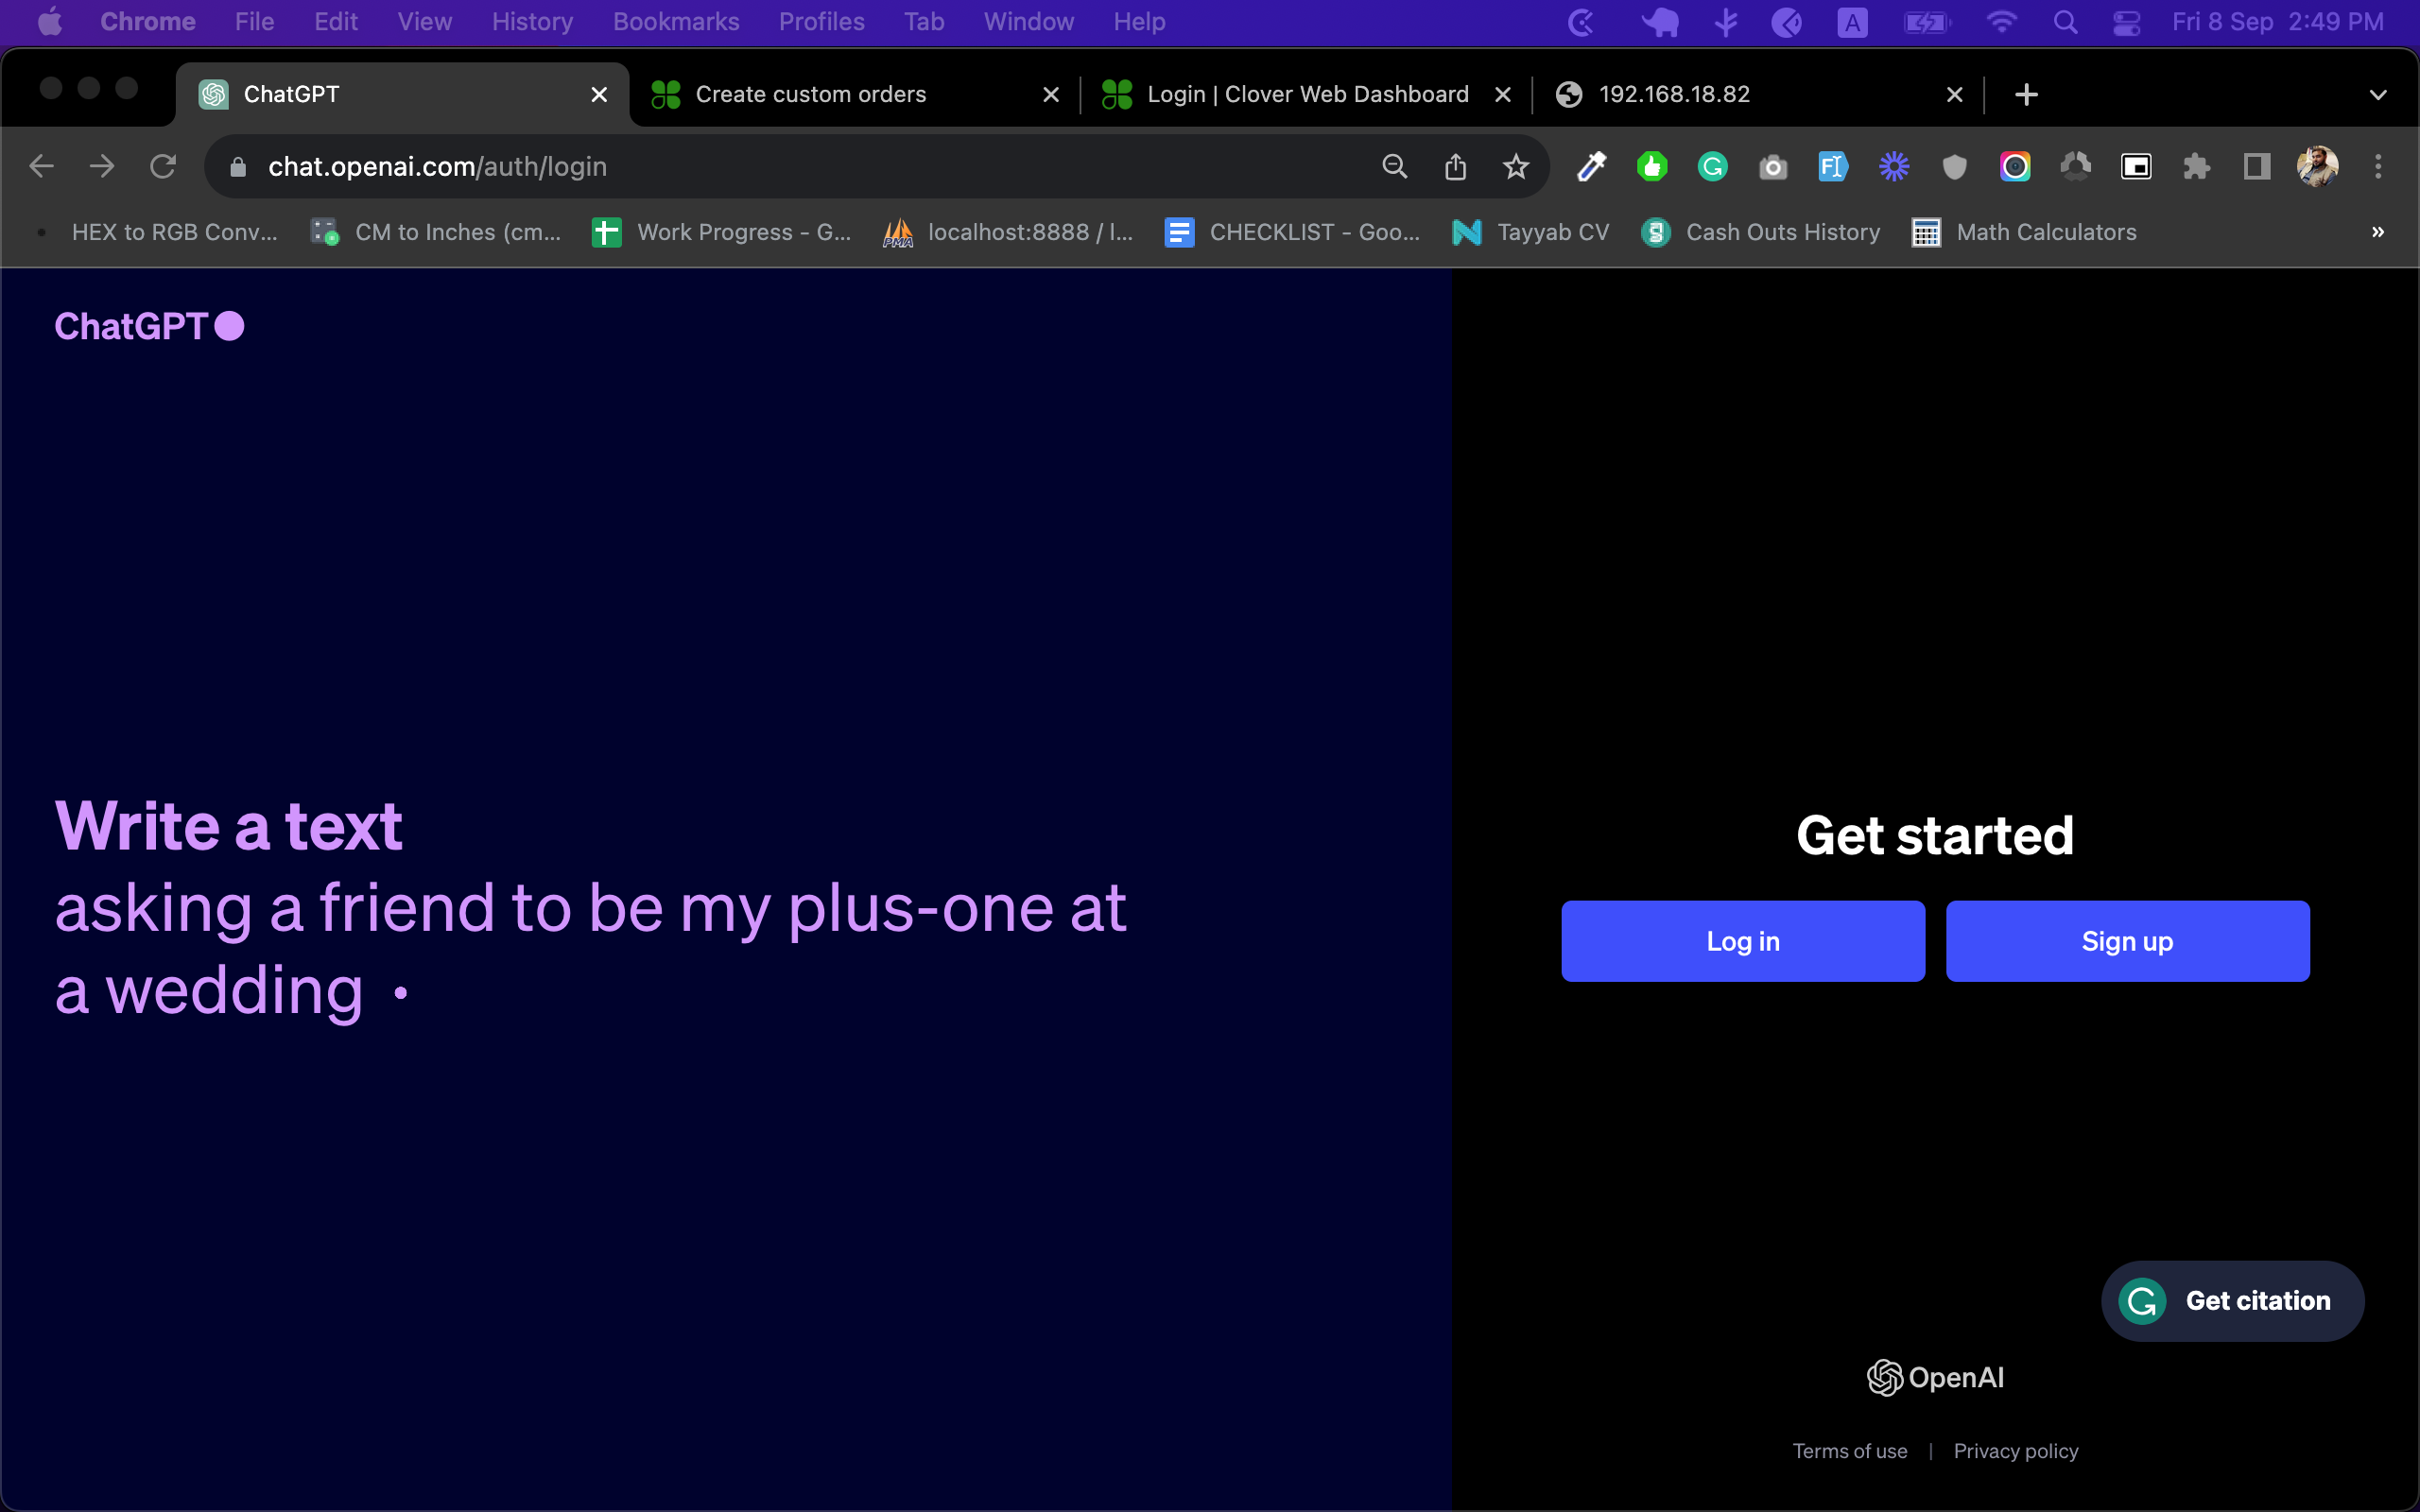 Chrome File Edit View History Bookmarks Profiles Tab Window Help A Fri 8 Sep 2:49 PM
ChatGPT Create custom orders Login | Clover Web Dashboard 192.168.18.82
chat.openai.com/auth/login
HEX to RGB Conv... CM to Inches (cm... Work Progress - G... localhost:8888 / l... CHECKLIST - Goo... Tayyab CV Cash Outs History Math Calculators »
ChatGPT
Write a text
asking a friend to be my plus-one at
a wedding
Get started
Log in Sign up
Get citation
OpenAI
Terms of use | Privacy policy